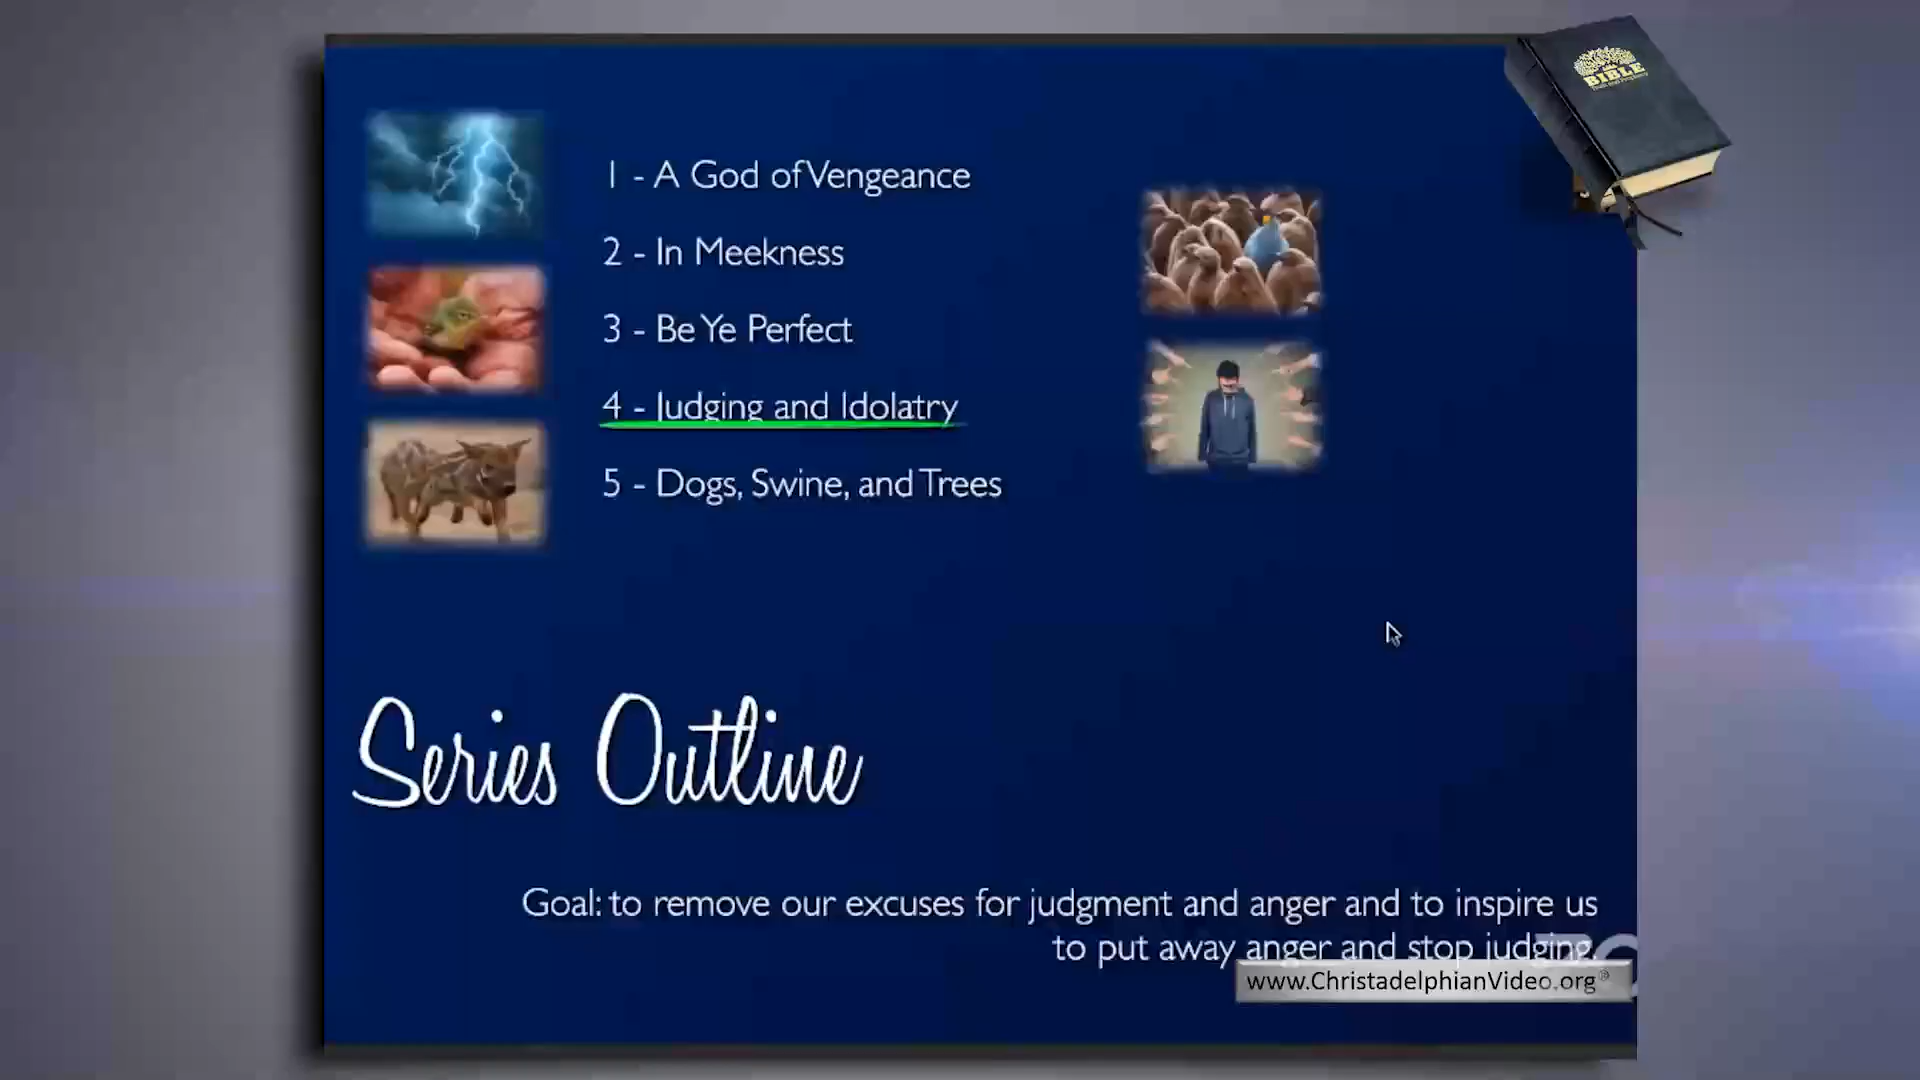 BIBLE
1 - A God of Vengeance
2 - In Meekness
3 - Be Ye Perfect
4 - Judging and Idolatry
5 - Dogs, Swine, and Trees
Series Outline
Goal: to remove our excuses for judgment and anger and to inspire us
to put away anger and stop judging.
www.ChristadelphianVideo.org®